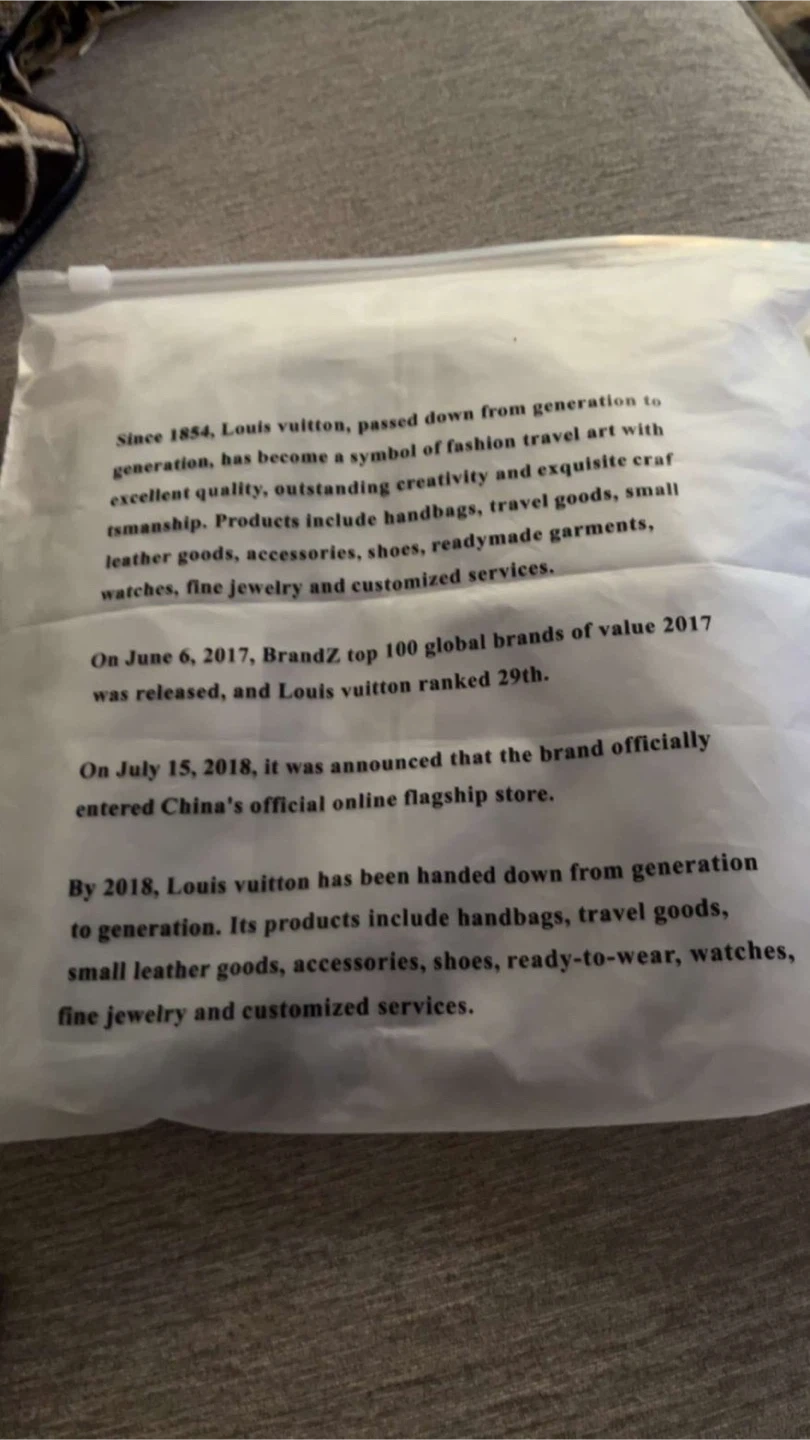 Since 1854, Louis vuitton, passed down from generation to
generation, has become a symbol of fashion travel art with
excellent quality, outstanding creativity and exquisite craf
tsmanship. Products include handbags, travel goods, small
leather goods, accessories, shoes, readymade garments,
watches, fine jewelry and customized services.
On June 6, 2017, BrandZ top 100 global brands of value 2017
was released, and Louis vuitton ranked 29th.
On July 15, 2018, it was announced that the brand officially
entered China's official online flagship store.
By 2018, Louis vuitton has been handed down from generation
to generation. Its products include handbags, travel goods,
small leather goods, accessories, shoes, ready-to-wear, watches,
fine jewelry and customized services.